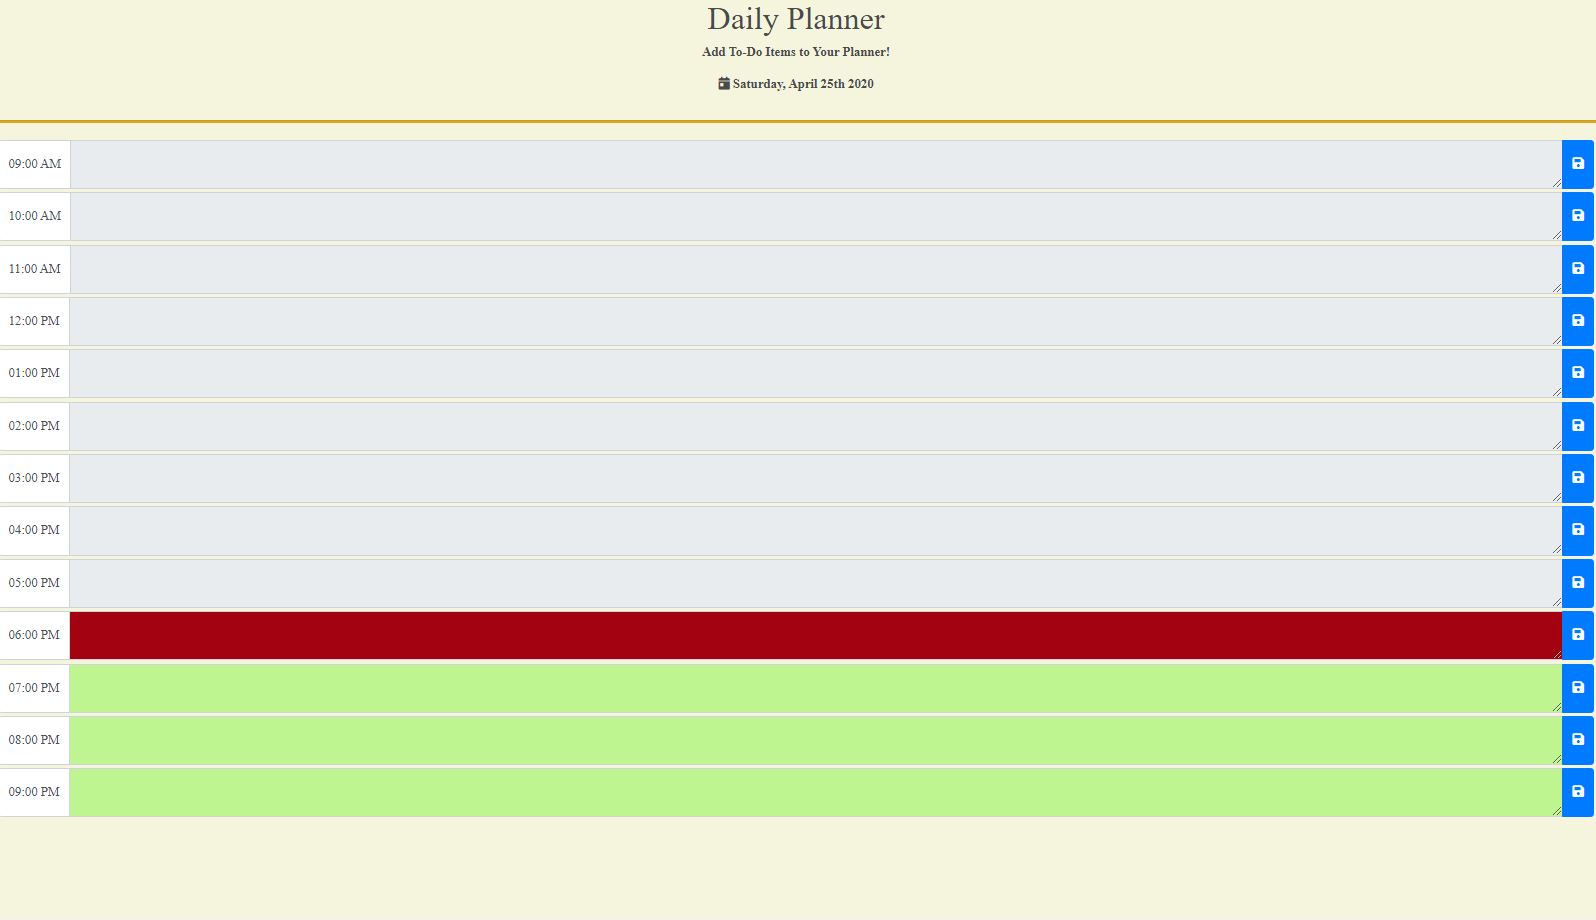 Daily Planner
Add To-Do Items to Your Planner!
Saturday, April 25th 2020
09:00 AM
10:00 AM
11:00 AM
12:00 PM
01:00 PM
02:00 PM
03:00 PM
04:00 PM
05:00 PM
06:00 PM
07:00 PM
08:00 PM
09:00 PM